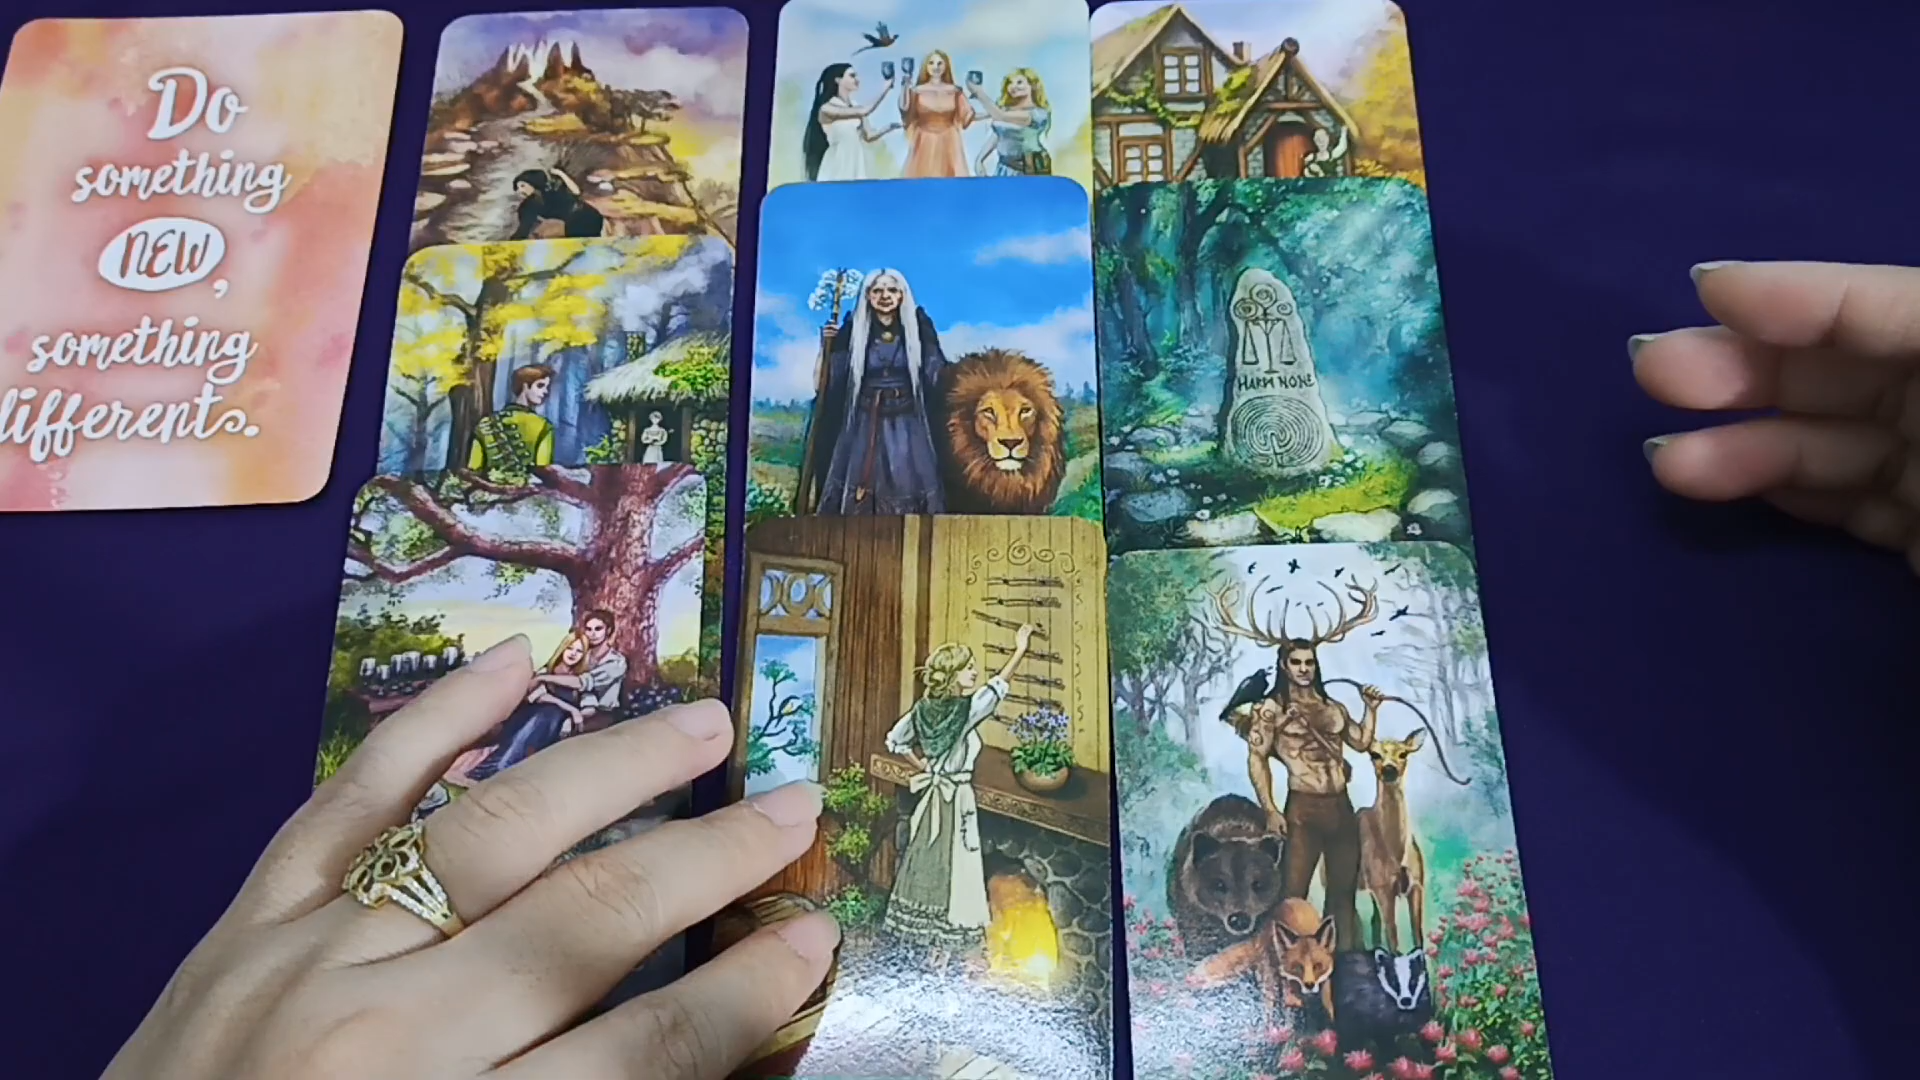 Do
something
NEW,
something
different.
HARM NONE